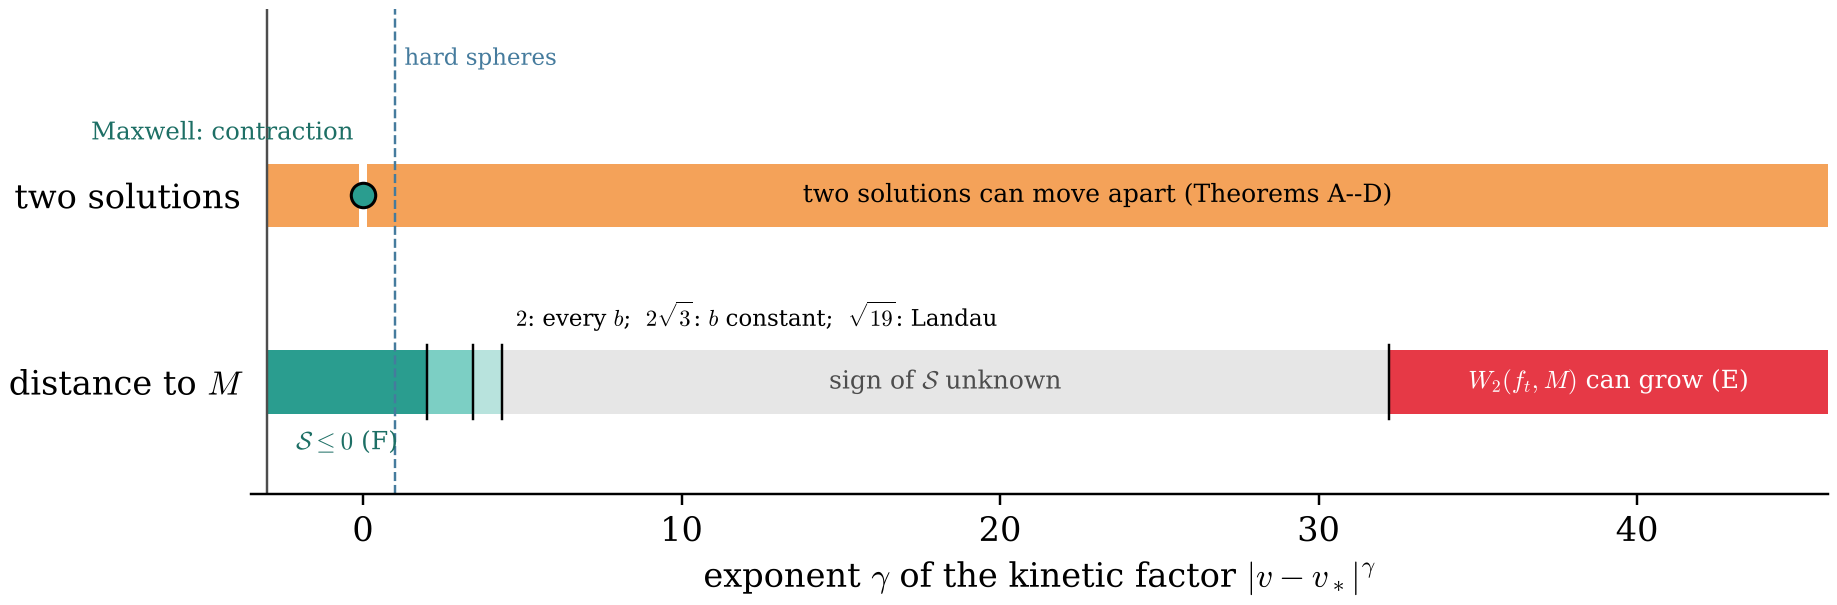 hard spheres
Maxwell: contraction
two solutions
two solutions can move apart (Theorems A--D)
2: every b; 2√3: b constant; √19: Landau
distance to M
sign of 𝒮 unknown
W₂(fₜ, M) can grow (E)
𝒮 ≤ 0 (F)
0 10 20 30 40
exponent γ of the kinetic factor |v − v∗|^γ